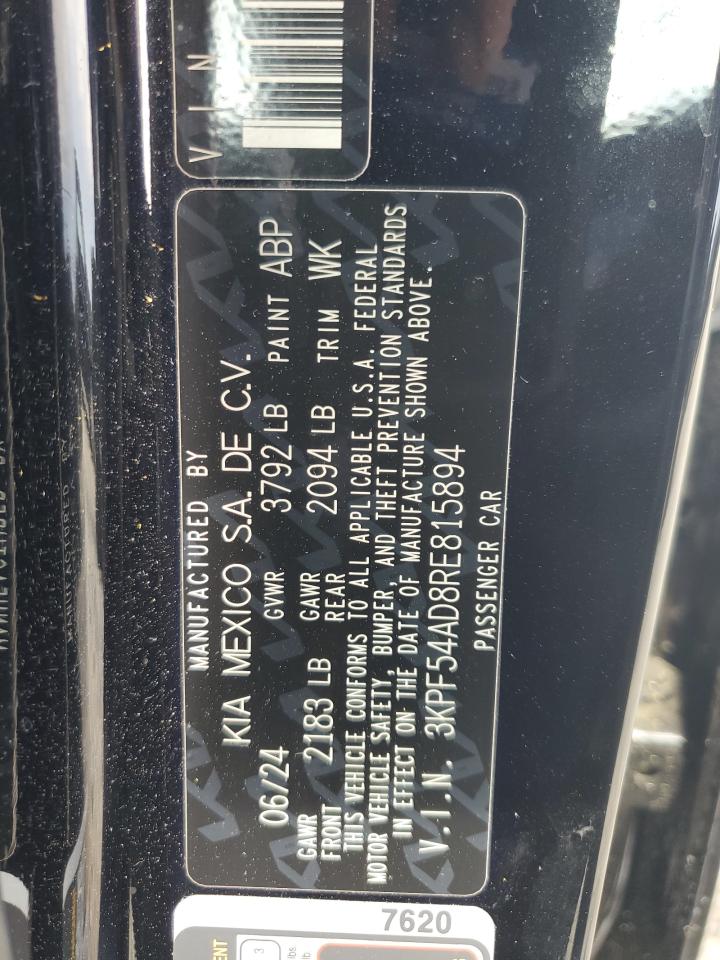 V I N
MANUFACTURED BY
KIA MEXICO S.A. DE C.V.
06/24 GVWR 3792 LB PAINT ABP
GAWR FRONT 2183 LB GAWR REAR 2094 LB TRIM WK
THIS VEHICLE CONFORMS TO ALL APPLICABLE U.S.A. FEDERAL
MOTOR VEHICLE SAFETY, BUMPER, AND THEFT PREVENTION STANDARDS
IN EFFECT ON THE DATE OF MANUFACTURE SHOWN ABOVE.
V.I.N. 3KPF54AD8RE815894
PASSENGER CAR
7620
3